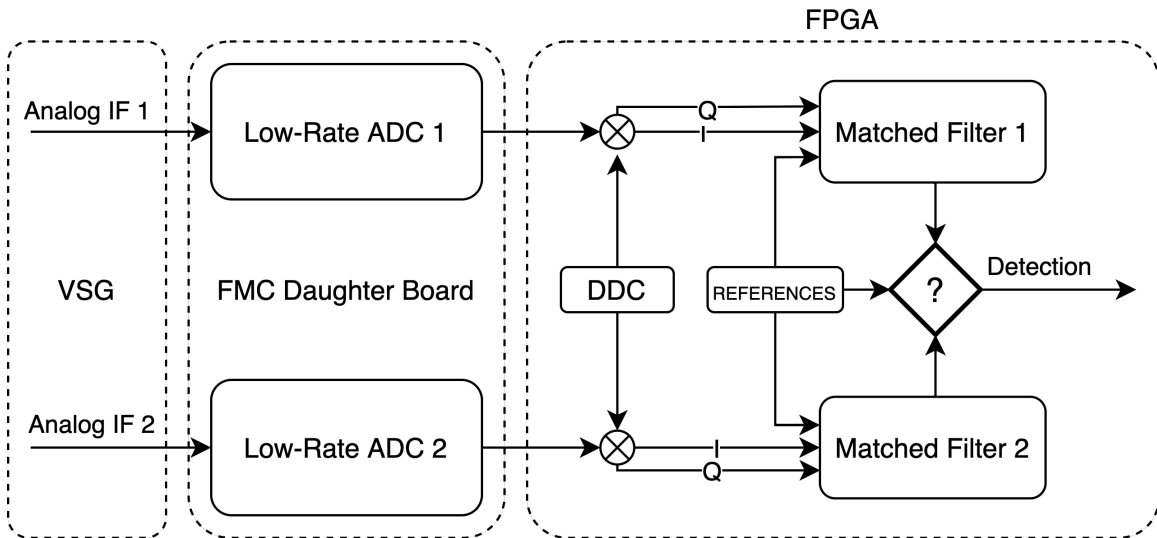 FPGA
Analog IF 1
Low-Rate ADC 1
Q
I
Matched Filter 1
VSG
FMC Daughter Board
DDC
REFERENCES
?
Detection
Analog IF 2
Low-Rate ADC 2
I
Q
Matched Filter 2